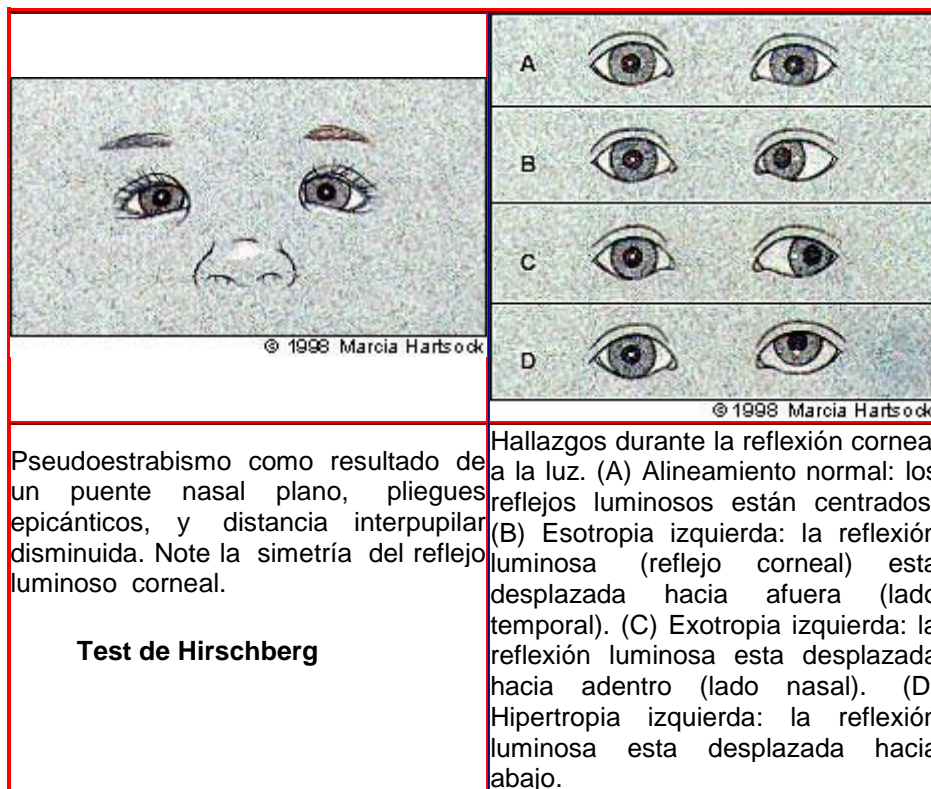 A
B
C
D
© 1998 Marcia Hartsock
© 1998 Marcia Hartsock
Pseudoestrabismo como resultado de
un puente nasal plano, pliegues
epicánticos, y distancia interpupilar
disminuida. Note la simetría del reflejo
luminoso corneal.
Test de Hirschberg
Hallazgos durante la reflexión cornea
a la luz. (A) Alineamiento normal: los
reflejos luminosos están centrados
(B) Esotropia izquierda: la reflexión
luminosa (reflejo corneal) esta
desplazada hacia afuera (lado
temporal). (C) Exotropia izquierda: la
reflexión luminosa esta desplazada
hacia adentro (lado nasal). (D
Hipertropia izquierda: la reflexión
luminosa esta desplazada hacia
abajo.